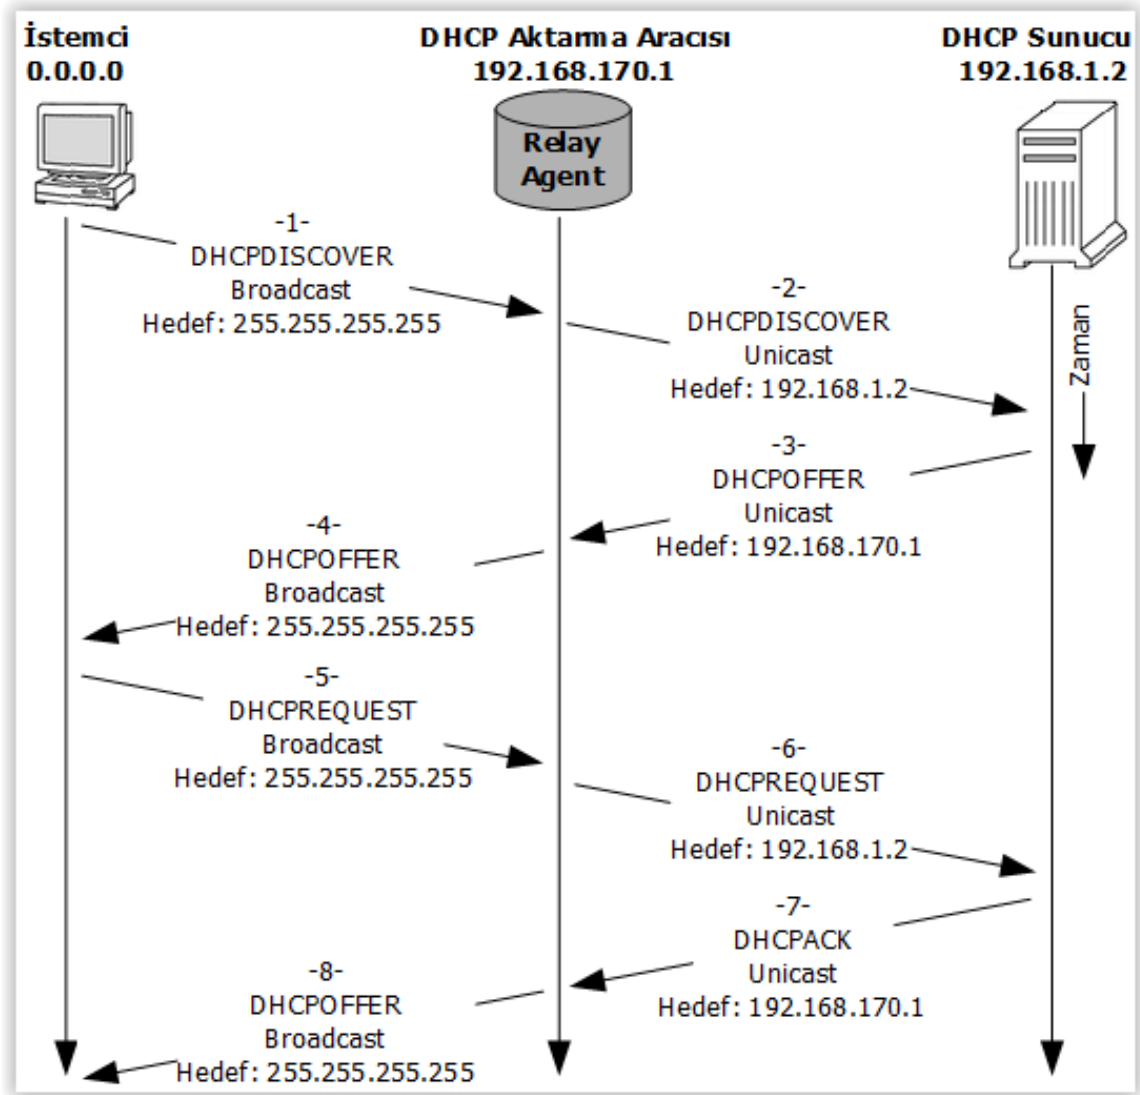 İstemci
0.0.0.0
DHCP Aktarma Aracısı
192.168.170.1
DHCP Sunucu
192.168.1.2
Relay
Agent
-1-
DHCPDISCOVER
Broadcast
Hedef: 255.255.255.255
-2-
DHCPDISCOVER
Unicast
Hedef: 192.168.1.2
Zaman
-3-
DHCPOFFER
Unicast
Hedef: 192.168.170.1
-4-
DHCPOFFER
Broadcast
Hedef: 255.255.255.255
-5-
DHCPREQUEST
Broadcast
Hedef: 255.255.255.255
-6-
DHCPREQUEST
Unicast
Hedef: 192.168.1.2
-7-
DHCPACK
Unicast
Hedef: 192.168.170.1
-8-
DHCPOFFER
Broadcast
Hedef: 255.255.255.255